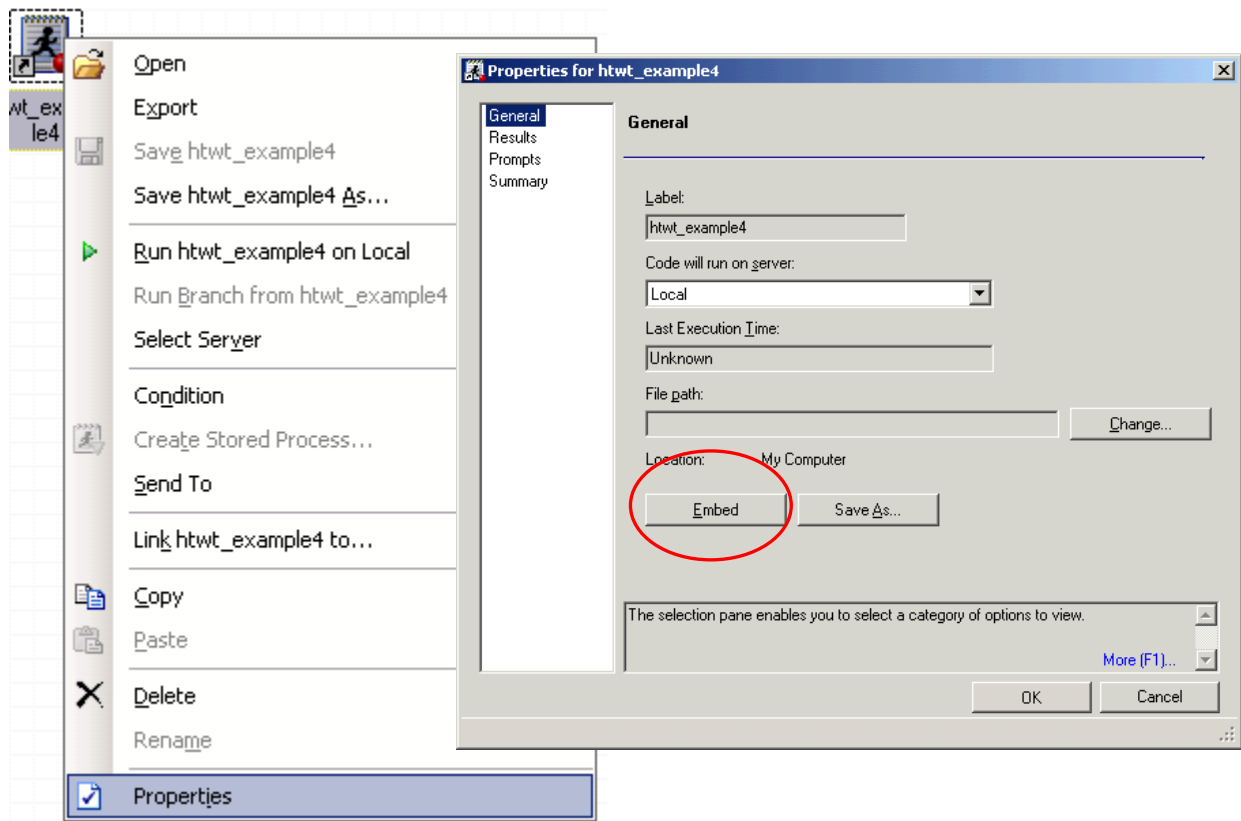 wt_ex
le4
Open
Export
Save htwt_example4
Save htwt_example4 As...
Run htwt_example4 on Local
Run Branch from htwt_example4
Select Server
Condition
Create Stored Process...
Send To
Link htwt_example4 to...
Copy
Paste
Delete
Rename
Properties
Properties for htwt_example4
General
Results
Prompts
Summary
General
Label:
htwt_example4
Code will run on server:
Local
Last Execution Time:
Unknown
File path:
Change...
Location: My Computer
Embed Save As...
The selection pane enables you to select a category of options to view.
More (F1)...
OK Cancel